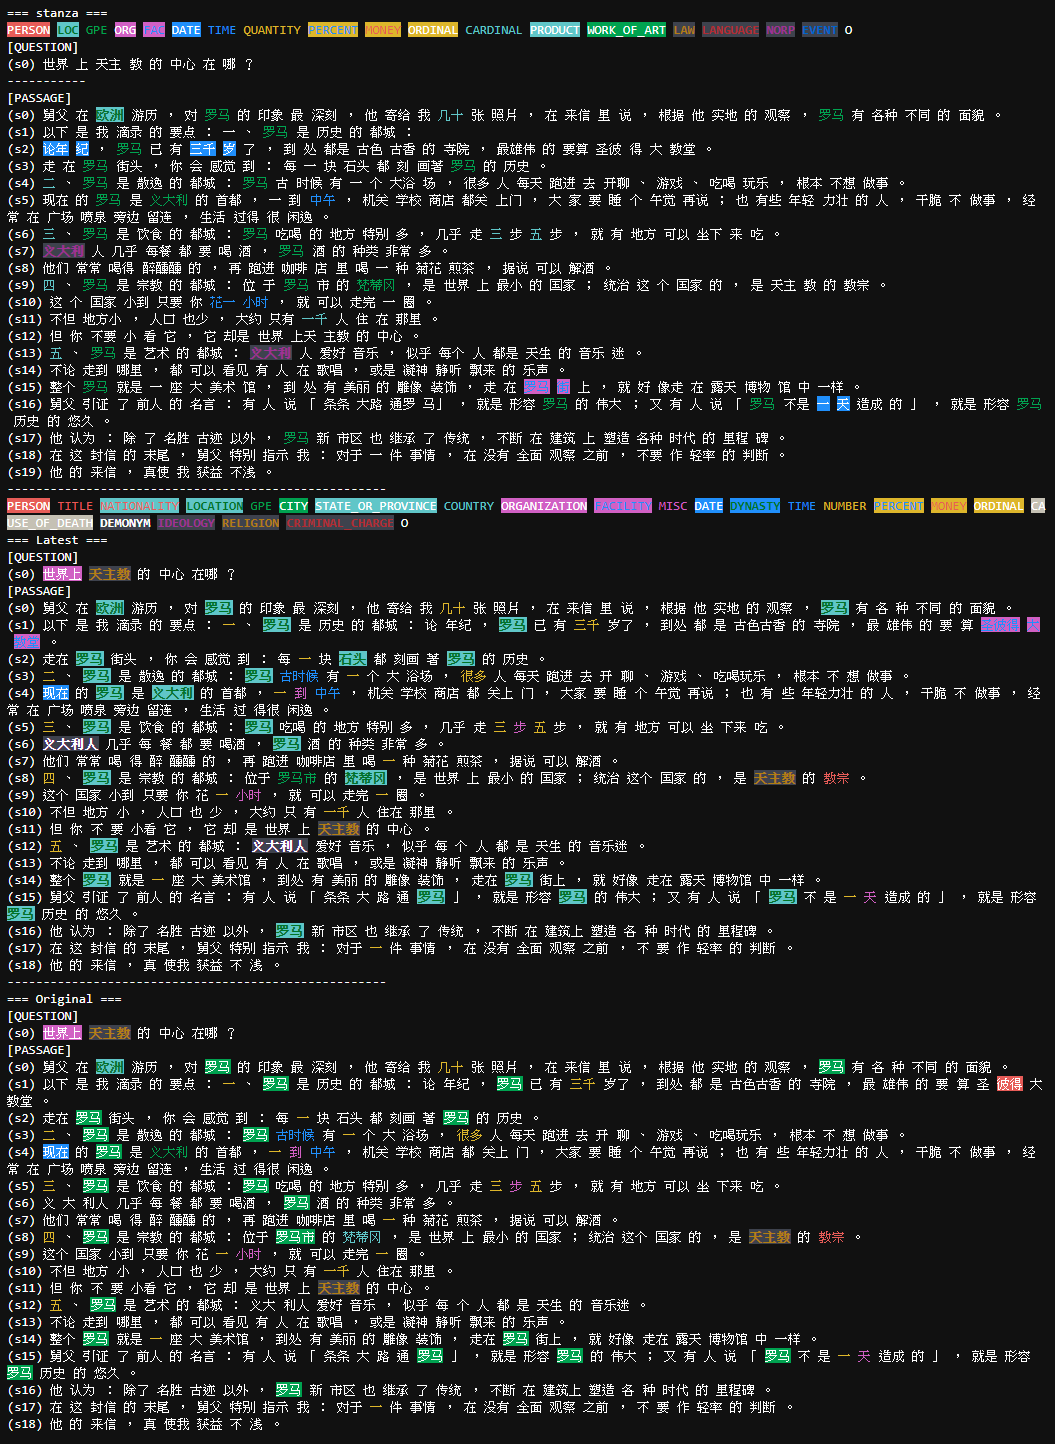 === stanza ===
PERSON LOC GPE ORG FAC DATE TIME QUANTITY PERCENT MONEY ORDINAL CARDINAL PRODUCT WORK_OF_ART LAW LANGUAGE NORP EVENT O
[QUESTION]
(s0) 世界 上 天主 教 的 中心 在 哪 ？
-----------
[PASSAGE]
(s0) 舅父 在 欧洲 游历 ， 对 罗马 的 印象 最 深刻 ， 他 寄给 我 几十 张 照片 ， 在 来信 里 说 ， 根据 他 实地 的 观察 ， 罗马 有 各种 不同 的 面貌 。
(s1) 以下 是 我 摘录 的 要点 ： 一 、 罗马 是 历史 的 都城 ：
(s2) 论年 纪 ， 罗马 已 有 三千 岁 了 ， 到 处 都是 古色 古香 的 寺院 ， 最雄伟 的 要算 圣彼 得 大 教堂 。
(s3) 走 在 罗马 街头 ， 你 会 感觉 到 ： 每 一 块 石头 都 刻 画著 罗马 的 历史 。
(s4) 二 、 罗马 是 散逸 的 都城 ： 罗马 古 时候 有 一 个 大浴 场 ， 很多 人 每天 跑进 去 开聊 、 游戏 、 吃喝 玩乐 ， 根本 不想 做事 。
(s5) 现在的 罗马 是 义大利 的 首都 ， 一 到 中午 ， 机关 学校 商店 都关 上门 ， 大 家 要 睡 个 午觉 再说 ； 也 有些 年轻 力壮 的 人 ， 干脆 不 做事 ， 经
常 在 广场 喷泉 旁边 留连 ， 生活 过得 很 闲逸 。
(s6) 三 、 罗马 是 饮食 的 都城 ： 罗马 吃喝 的 地方 特别 多 ， 几乎 走 三 步 五 步 ， 就 有 地方 可以 坐下 来 吃 。
(s7) 义大利 人 几乎 每餐 都 要 喝 酒 ， 罗马 酒 的 种类 非常 多 。
(s8) 他们 常常 喝得 醉醺醺 的 ， 再 跑进 咖啡 店 里 喝 一 种 菊花 煎茶 ， 据说 可以 解酒 。
(s9) 四 、 罗马 是 宗教 的 都城 ： 位 于 罗马 市 的 梵蒂冈 ， 是 世界 上 最小 的 国家 ； 统治 这 个 国家 的 ， 是 天主 教 的 教宗 。
(s10) 这 个 国家 小到 只要 你 花一 小时 ， 就 可以 走完 一 圈 。
(s11) 不但 地方小 ， 人口 也少 ， 大约 只有 一千 人 住 在 那里 。
(s12) 但 你 不要 小 看 它 ， 它 却是 世界 上天 主教 的 中心 。
(s13) 五 、 罗马 是 艺术 的 都城 ： 义大利 人 爱好 音乐 ， 似乎 每个 人 都是 天生 的 音乐 迷 。
(s14) 不论 走到 哪里 ， 都 可以 看见 有 人 在 歌唱 ， 或是 凝神 静听 飘来 的 乐声 。
(s15) 整个 罗马 就是 一 座 大 美术 馆 ， 到 处 有 美丽 的 雕像 装饰 ， 走 在 罗马 街 上 ， 就 好 像走 在 露天 博物 馆 中 一样 。
(s16) 舅父 引证 了 前人 的 名言 ： 有 人 说 「 条条 大路 通罗 马」 ， 就是 形容 罗马 的 伟大 ； 又 有 人 说 「 罗马 不是 一 天 造成 的 」 ， 就是 形容 罗马
历史 的 悠久 。
(s17) 他 认为 ： 除 了 名胜 古迹 以外 ， 罗马 新 市区 也 继承 了 传统 ， 不断 在 建筑 上 塑造 各种 时代 的 里程 碑 。
(s18) 在 这 封信 的 末尾 ， 舅父 特别 指示 我 ： 对于 一 件 事情 ， 在 没有 全面 观察 之前 ， 不要 作 轻率 的 判断 。
(s19) 他 的 来信 ， 真使 我 获益 不浅 。
----------------------------------------------------
PERSON TITLE NATIONALITY LOCATION GPE CITY STATE_OR_PROVINCE COUNTRY ORGANIZATION FACILITY MISC DATE DYNASTY TIME NUMBER PERCENT MONEY ORDINAL CA
USE_OF_DEATH DEMONYM IDEOLOGY RELIGION CRIMINAL_CHARGE O
=== Latest ===
[QUESTION]
(s0) 世界上 天主教 的 中心 在哪 ？
[PASSAGE]
(s0) 舅父 在 欧洲 游历 ， 对 罗马 的 印象 最 深刻 ， 他 寄给 我 几十 张 照片 ， 在 来信 里 说 ， 根据 他 实地 的 观察 ， 罗马 有 各 种 不同 的 面貌 。
(s1) 以下 是 我 摘录 的 要点 ： 一 、 罗马 是 历史 的 都城 ： 论 年纪 ， 罗马 已 有 三千 岁了 ， 到处 都 是 古色古香 的 寺院 ， 最 雄伟 的 要 算 圣彼得 大
教堂 。
(s2) 走在 罗马 街头 ， 你 会 感觉 到 ： 每 一 块 石头 都 刻画 著 罗马 的 历史 。
(s3) 二 、 罗马 是 散逸 的 都城 ： 罗马 古时候 有 一 个 大 浴场 ， 很多 人 每天 跑进 去 开 聊 、 游戏 、 吃喝玩乐 ， 根本 不 想 做事 。
(s4) 现在 的 罗马 是 义大利 的 首都 ， 一 到 中午 ， 机关 学校 商店 都 关上 门 ， 大家 要 睡 个 午觉 再说 ； 也 有 些 年轻力壮 的 人 ， 干脆 不 做事 ， 经
常 在 广场 喷泉 旁边 留连 ， 生活 过 得很 闲逸 。
(s5) 三 、 罗马 是 饮食 的 都城 ： 罗马 吃喝 的 地方 特别 多 ， 几乎 走 三 步 五 步 ， 就 有 地方 可以 坐 下来 吃 。
(s6) 义大利人 几乎 每 餐 都 要 喝酒 ， 罗马 酒 的 种类 非常 多 。
(s7) 他们 常常 喝 得 醉 醺醺 的 ， 再 跑进 咖啡店 里 喝 一 种 菊花 煎茶 ， 据说 可以 解酒 。
(s8) 四 、 罗马 是 宗教 的 都城 ： 位于 罗马市 的 梵蒂冈 ， 是 世界 上 最小 的 国家 ； 统治 这个 国家 的 ， 是 天主教 的 教宗 。
(s9) 这个 国家 小到 只要 你 花 一 小时 ， 就 可以 走完 一 圈 。
(s10) 不但 地方 小 ， 人口 也 少 ， 大约 只 有 一千 人 住在 那里 。
(s11) 但 你 不 要 小看 它 ， 它 却 是 世界 上 天主教 的 中心 。
(s12) 五 、 罗马 是 艺术 的 都城 ： 义大利人 爱好 音乐 ， 似乎 每 个 人 都 是 天生 的 音乐迷 。
(s13) 不论 走到 哪里 ， 都 可以 看见 有 人 在 歌唱 ， 或是 凝神 静听 飘来 的 乐声 。
(s14) 整个 罗马 就是 一 座 大 美术馆 ， 到处 有 美丽 的 雕像 装饰 ， 走在 罗马 街上 ， 就 好像 走在 露天 博物馆 中 一样 。
(s15) 舅父 引证 了 前人 的 名言 ： 有 人 说 「 条条 大 路 通 罗马 」 ， 就是 形容 罗马 的 伟大 ； 又 有 人 说 「 罗马 不 是 一 天 造成 的 」 ， 就是 形容
罗马 历史 的 悠久 。
(s16) 他 认为 ： 除了 名胜 古迹 以外 ， 罗马 新 市区 也 继承 了 传统 ， 不断 在 建筑上 塑造 各 种 时代 的 里程碑 。
(s17) 在 这 封信 的 末尾 ， 舅父 特别 指示 我 ： 对于 一 件 事情 ， 在 没有 全面 观察 之前 ， 不 要 作 轻率 的 判断 。
(s18) 他 的 来信 ， 真 使我 获益 不 浅 。
----------------------------------------------------
=== Original ===
[QUESTION]
(s0) 世界上 天主教 的 中心 在哪 ？
[PASSAGE]
(s0) 舅父 在 欧洲 游历 ， 对 罗马 的 印象 最 深刻 ， 他 寄给 我 几十 张 照片 ， 在 来信 里 说 ， 根据 他 实地 的 观察 ， 罗马 有 各 种 不同 的 面貌 。
(s1) 以下 是 我 摘录 的 要点 ： 一 、 罗马 是 历史 的 都城 ： 论 年纪 ， 罗马 已 有 三千 岁了 ， 到处 都 是 古色古香 的 寺院 ， 最 雄伟 的 要 算 圣 彼得 大
教堂 。
(s2) 走在 罗马 街头 ， 你 会 感觉 到 ： 每 一 块 石头 都 刻画 著 罗马 的 历史 。
(s3) 二 、 罗马 是 散逸 的 都城 ： 罗马 古时候 有 一 个 大 浴场 ， 很多 人 每天 跑进 去 开 聊 、 游戏 、 吃喝玩乐 ， 根本 不 想 做事 。
(s4) 现在 的 罗马 是 义大利 的 首都 ， 一 到 中午 ， 机关 学校 商店 都 关上 门 ， 大家 要 睡 个 午觉 再说 ； 也 有 些 年轻力壮 的 人 ， 干脆 不 做事 ， 经
常 在 广场 喷泉 旁边 留连 ， 生活 过 得很 闲逸 。
(s5) 三 、 罗马 是 饮食 的 都城 ： 罗马 吃喝 的 地方 特别 多 ， 几乎 走 三 步 五 步 ， 就 有 地方 可以 坐 下来 吃 。
(s6) 义 大 利人 几乎 每 餐 都 要 喝酒 ， 罗马 酒 的 种类 非常 多 。
(s7) 他们 常常 喝 得 醉 醺醺 的 ， 再 跑进 咖啡店 里 喝 一 种 菊花 煎茶 ， 据说 可以 解酒 。
(s8) 四 、 罗马 是 宗教 的 都城 ： 位于 罗马市 的 梵蒂冈 ， 是 世界 上 最小 的 国家 ； 统治 这个 国家 的 ， 是 天主教 的 教宗 。
(s9) 这个 国家 小到 只要 你 花 一 小时 ， 就 可以 走完 一 圈 。
(s10) 不但 地方 小 ， 人口 也 少 ， 大约 只 有 一千 人 住在 那里 。
(s11) 但 你 不 要 小看 它 ， 它 却 是 世界 上 天主教 的 中心 。
(s12) 五 、 罗马 是 艺术 的 都城 ： 义大 利人 爱好 音乐 ， 似乎 每 个 人 都 是 天生 的 音乐迷 。
(s13) 不论 走到 哪里 ， 都 可以 看见 有 人 在 歌唱 ， 或是 凝神 静听 飘来 的 乐声 。
(s14) 整个 罗马 就是 一 座 大 美术馆 ， 到处 有 美丽 的 雕像 装饰 ， 走在 罗马 街上 ， 就 好像 走在 露天 博物馆 中 一样 。
(s15) 舅父 引证 了 前人 的 名言 ： 有 人 说 「 条条 大 路 通 罗马 」 ， 就是 形容 罗马 的 伟大 ； 又 有 人 说 「 罗马 不 是 一 天 造成 的 」 ， 就是 形容
罗马 历史 的 悠久 。
(s16) 他 认为 ： 除了 名胜 古迹 以外 ， 罗马 新 市区 也 继承 了 传统 ， 不断 在 建筑上 塑造 各 种 时代 的 里程碑 。
(s17) 在 这 封信 的 末尾 ， 舅父 特别 指示 我 ： 对于 一 件 事情 ， 在 没有 全面 观察 之前 ， 不 要 作 轻率 的 判断 。
(s18) 他 的 来信 ， 真 使我 获益 不 浅 。